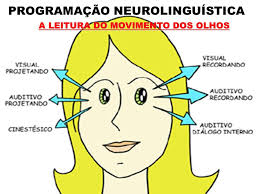 PROGRAMAÇÃO NEUROLINGUÍSTICA
A LEITURA DO MOVIMENTO DOS OLHOS
VISUAL
PROJETANDO
AUDITIVO
PROJETANDO
CINESTÉSICO
VISUAL
RECORDANDO
AUDITIVO
RECORDANDO
AUDITIVO
DIÁLOGO INTERNO